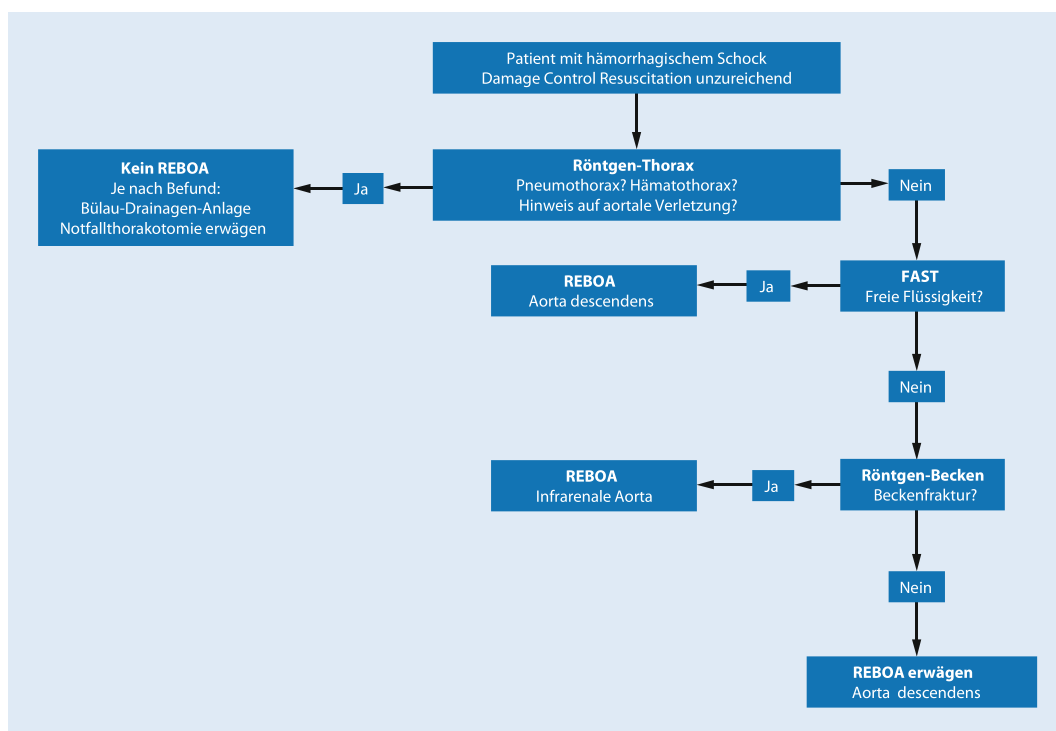 Patient mit hämorrhagischem Schock
Damage Control Resuscitation unzureichend
Kein REBOA
Je nach Befund:
Bülau-Drainagen-Anlage
Notfallthorakotomie erwägen
Ja
Röntgen-Thorax
Pneumothorax? Hämatothorax?
Hinweis auf aortale Verletzung?
Nein
REBOA
Aorta descendens
Ja
FAST
Freie Flüssigkeit?
Nein
REBOA
Infrarenale Aorta
Ja
Röntgen-Becken
Beckenfraktur?
Nein
REBOA erwägen
Aorta descendens